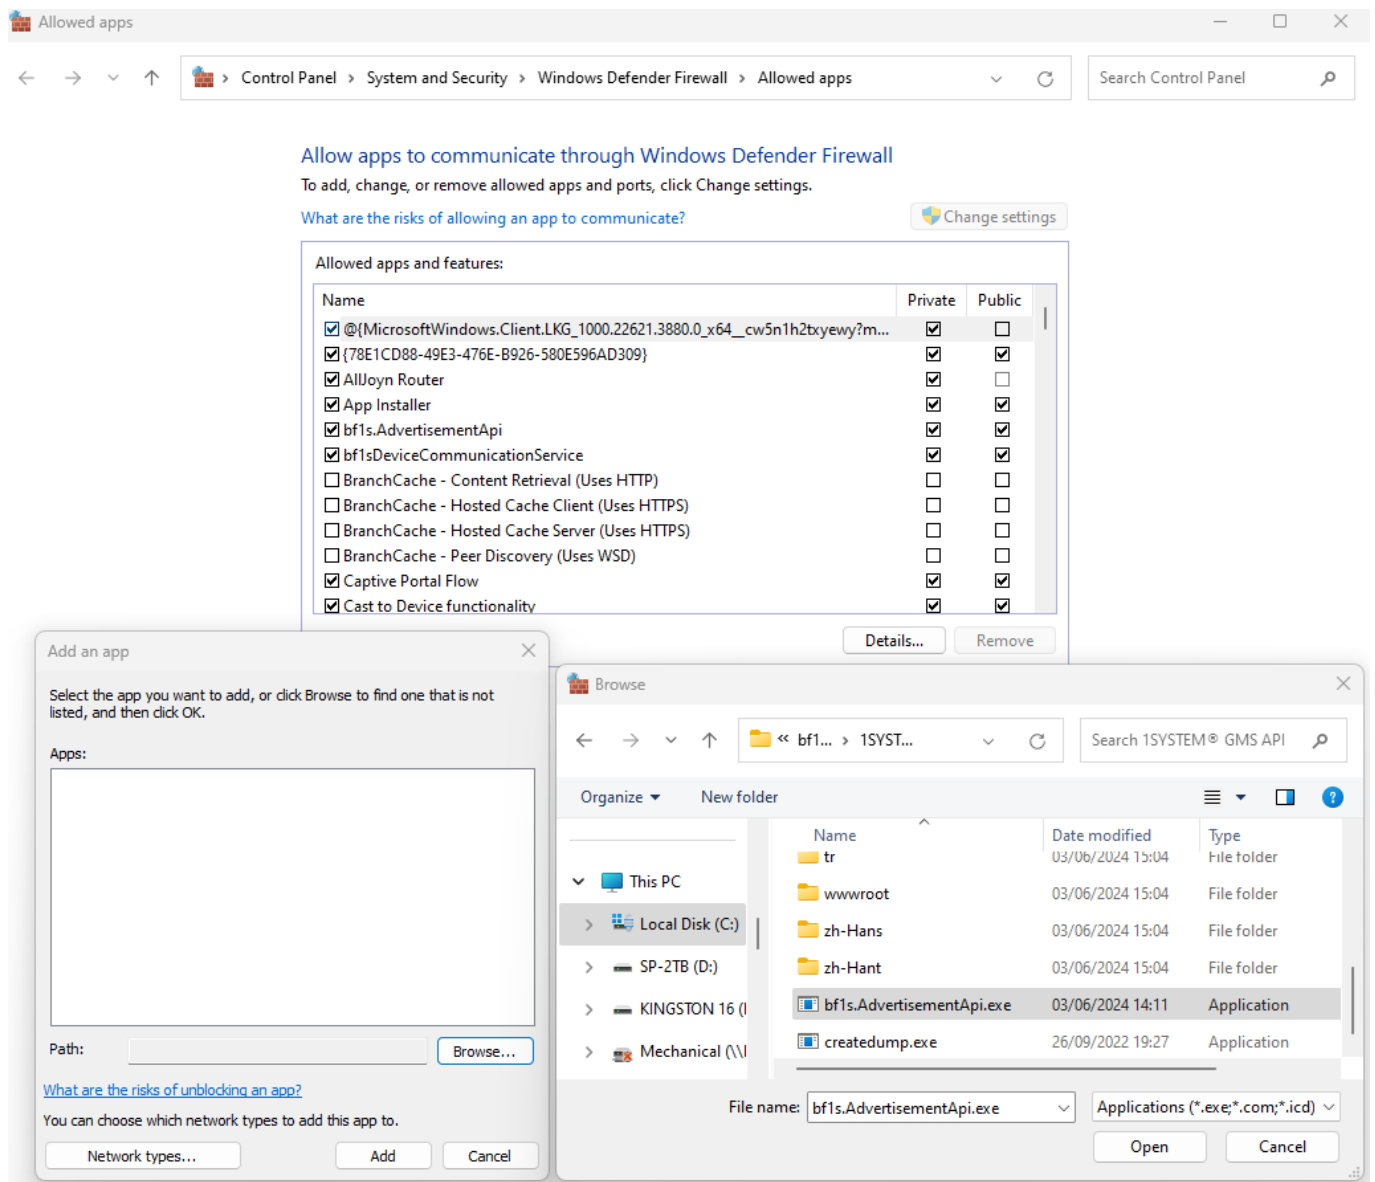 Allowed apps
Control Panel > System and Security > Windows Defender Firewall > Allowed apps
Search Control Panel
Allow apps to communicate through Windows Defender Firewall
To add, change, or remove allowed apps and ports, click Change settings.
What are the risks of allowing an app to communicate?
Change settings
Allowed apps and features:
Name Private Public
@{MicrosoftWindows.Client.LKG_1000.22621.3880.0_x64__cw5n1h2txyewy?m...
{78E1CD88-49E3-476E-B926-580E596AD309}
AllJoyn Router
App Installer
bf1s.AdvertisementApi
bf1sDeviceCommunicationService
BranchCache - Content Retrieval (Uses HTTP)
BranchCache - Hosted Cache Client (Uses HTTPS)
BranchCache - Hosted Cache Server (Uses HTTPS)
BranchCache - Peer Discovery (Uses WSD)
Captive Portal Flow
Cast to Device functionality
Details... Remove
Add an app
Select the app you want to add, or click Browse to find one that is not
listed, and then click OK.
Apps:
Path:
Browse...
What are the risks of unblocking an app?
You can choose which network types to add this app to.
Network types... Add Cancel
Browse
« bf1... > 1SYST...
Search 1SYSTEM® GMS API
Organize New folder
This PC
Local Disk (C:)
SP-2TB (D:)
KINGSTON 16 (I
Mechanical (\\I
Name Date modified Type
tr 03/06/2024 15:04 File folder
wwwroot 03/06/2024 15:04 File folder
zh-Hans 03/06/2024 15:04 File folder
zh-Hant 03/06/2024 15:04 File folder
bf1s.AdvertisementApi.exe 03/06/2024 14:11 Application
createdump.exe 26/09/2022 19:27 Application
File name: bf1s.AdvertisementApi.exe
Applications (*.exe;*.com;*.icd)
Open Cancel